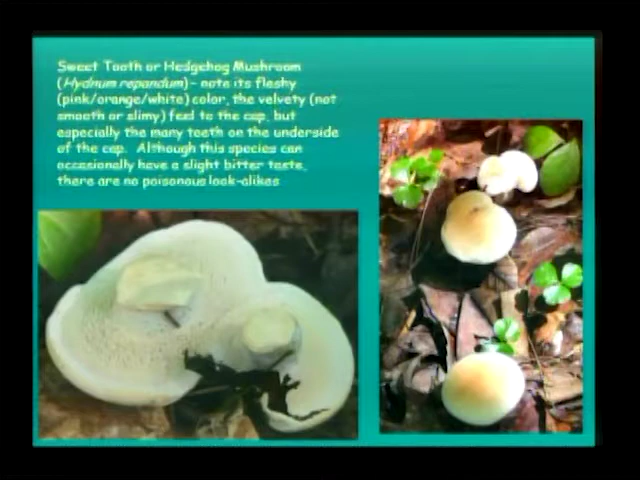 Sweet Tooth or Hedgehog Mushroom
(Hydnum repandum) - note its fleshy
(pink/orange/white) color, the velvety (not
smooth or slimy) feel to the cap, but
especially the many teeth on the underside
of the cap. Although this species can
occasionally have a slight bitter taste,
there are no poisonous look-alikes